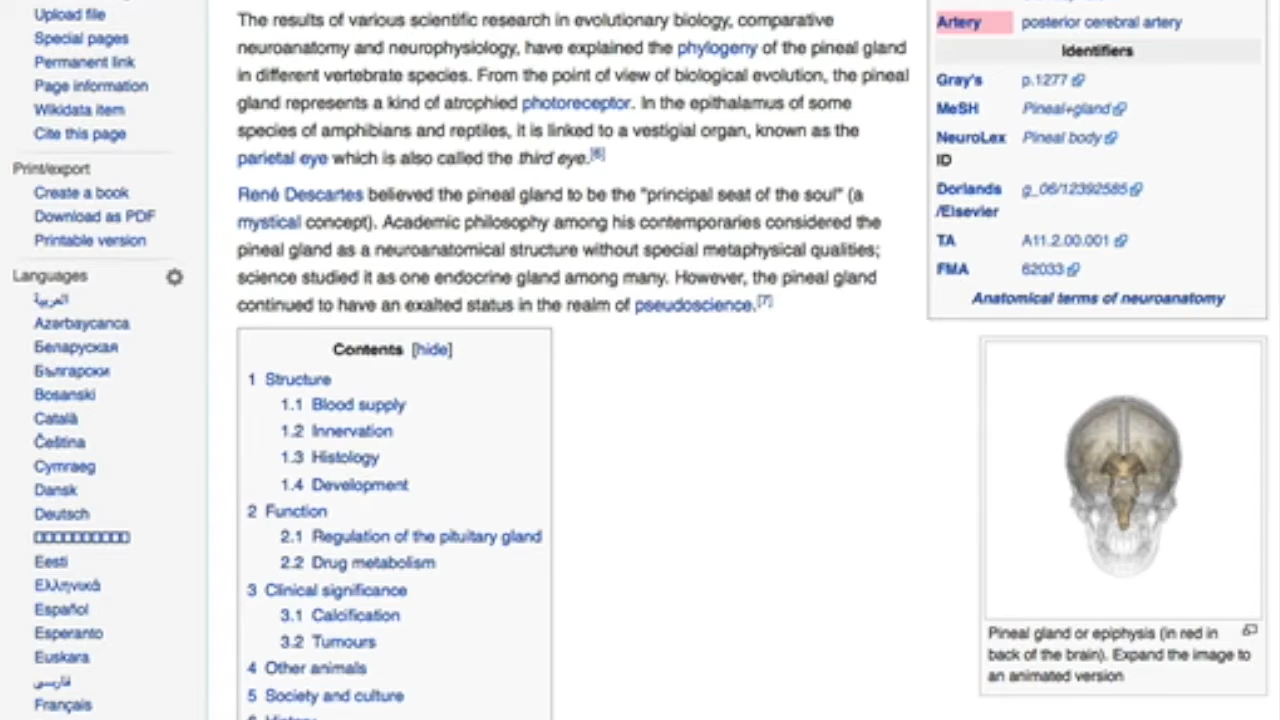 Upload file
Special pages
Permanent link
Page information
Wikidata item
Cite this page
Print/export
Create a book
Download as PDF
Printable version
Languages
العربية
Azərbaycanca
Беларуская
Български
Bosanski
Català
Čeština
Cymraeg
Dansk
Deutsch
Eesti
Ελληνικά
Español
Esperanto
Euskara
فارسی
Français
The results of various scientific research in evolutionary biology, comparative
neuroanatomy and neurophysiology, have explained the phylogeny of the pineal gland
in different vertebrate species. From the point of view of biological evolution, the pineal
gland represents a kind of atrophied photoreceptor. In the epithalamus of some
species of amphibians and reptiles, it is linked to a vestigial organ, known as the
parietal eye which is also called the third eye.[6]
René Descartes believed the pineal gland to be the "principal seat of the soul" (a
mystical concept). Academic philosophy among his contemporaries considered the
pineal gland as a neuroanatomical structure without special metaphysical qualities;
science studied it as one endocrine gland among many. However, the pineal gland
continued to have an exalted status in the realm of pseudoscience.[7]
Contents [hide]
1 Structure
1.1 Blood supply
1.2 Innervation
1.3 Histology
1.4 Development
2 Function
2.1 Regulation of the pituitary gland
2.2 Drug metabolism
3 Clinical significance
3.1 Calcification
3.2 Tumours
4 Other animals
5 Society and culture
Artery posterior cerebral artery
Identifiers
Gray's p.1277
MeSH Pineal+gland
NeuroLex Pineal body
ID
Dorlands g_06/12392585
/Elsevier
TA A11.2.00.001
FMA 62033
Anatomical terms of neuroanatomy
Pineal gland or epiphysis (in red in
back of the brain). Expand the image to
an animated version